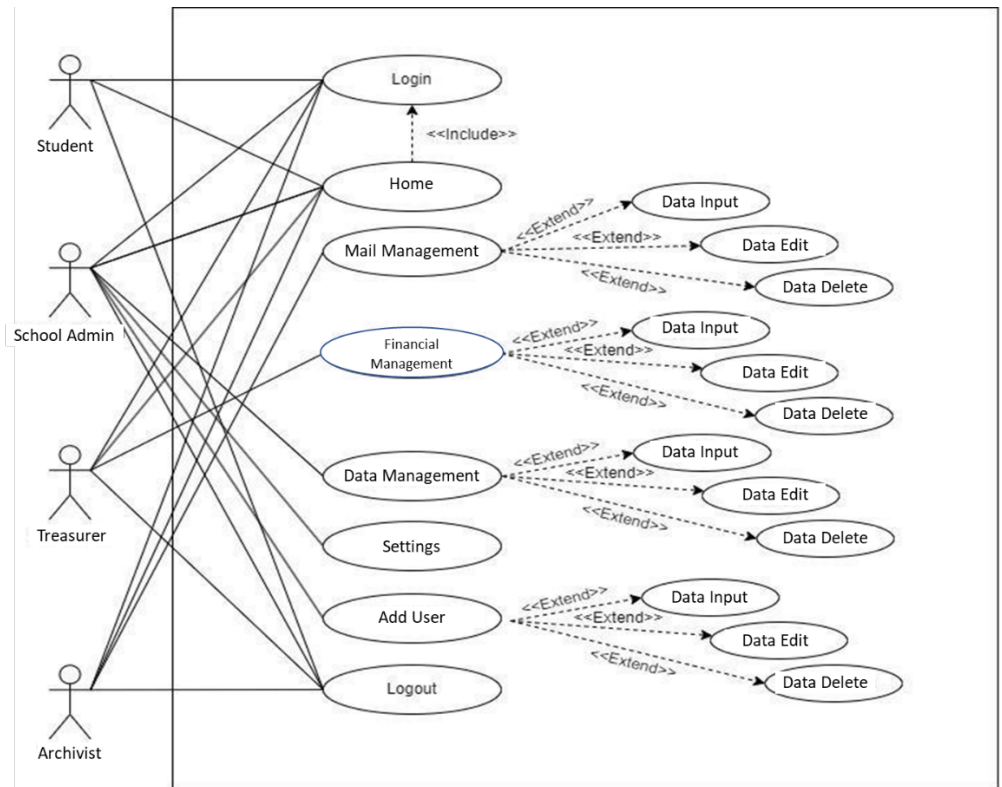 Login
Student
<<Include>>
Home
Data Input
<<Extend>>
<<Extend>>
Data Edit
Mail Management
<<Extend>>
Data Delete
School Admin
Data Input
<<Extend>>
Financial
Management
<<Extend>>
Data Edit
<<Extend>>
Data Delete
Data Input
<<Extend>>
Data Management
<<Extend>>
Data Edit
<<Extend>>
Data Delete
Treasurer
Settings
Data Input
<<Extend>>
Add User
<<Extend>>
Data Edit
<<Extend>>
Data Delete
Logout
Archivist